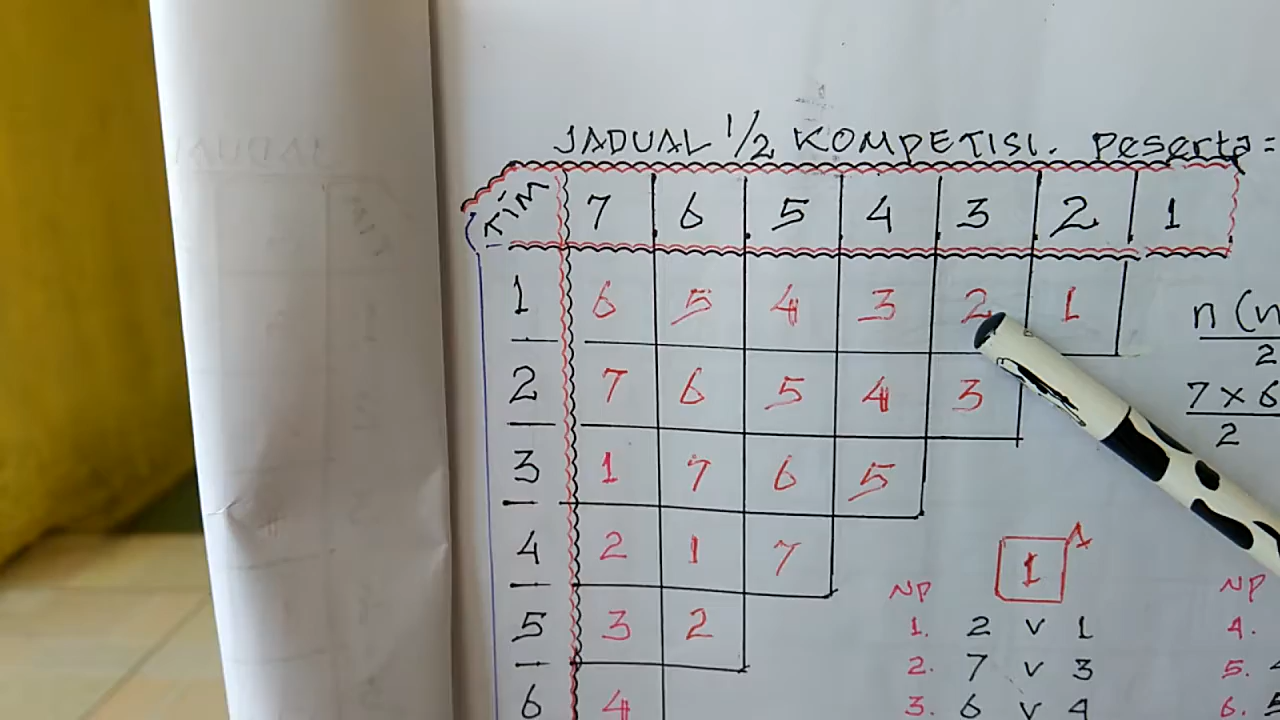 JADUAL 1/2 KOMPETISI. Peserta =
TIM 7 6 5 4 3 2 1
1 6 5 4 3 2 1
2 7 6 5 4 3
3 1 7 6 5
4 2 1 7
5 3 2
6 4
n (n
2
7 x 6
2
1 A
NP
1. 2 V 1
2. 7 V 3
3. 6 V 4
NP
4.
5. 4
6. 5